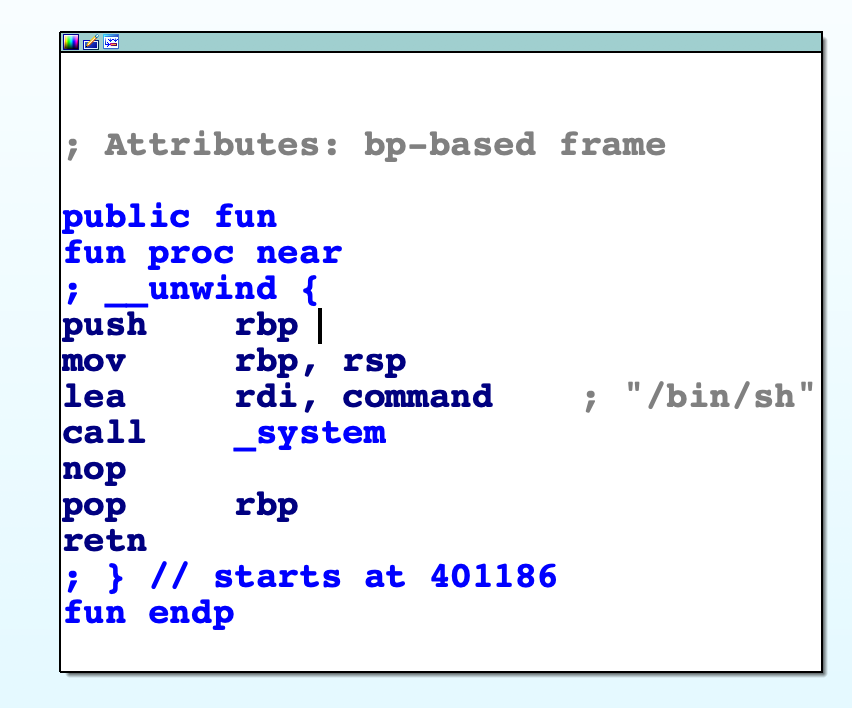 ; Attributes: bp-based frame
public fun
fun proc near
; __unwind {
push    rbp
mov     rbp, rsp
lea     rdi, command    ; "/bin/sh"
call    _system
nop
pop     rbp
retn
; } // starts at 401186
fun endp